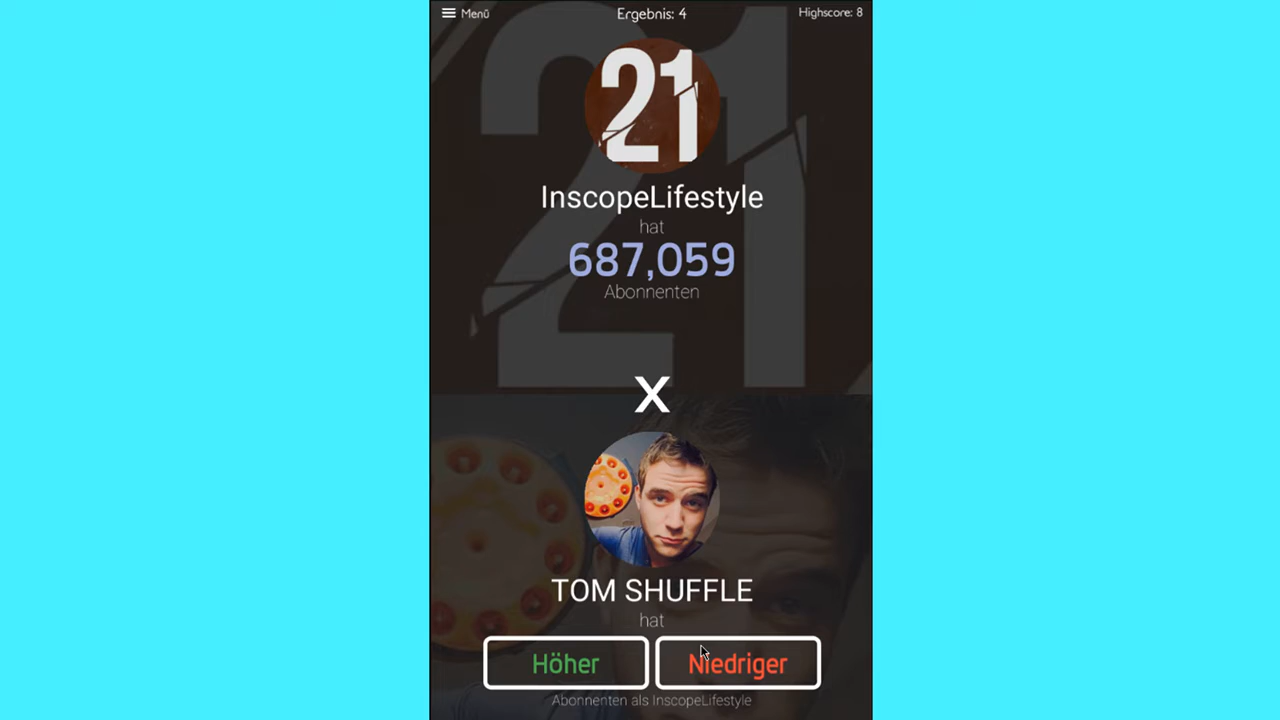 Menü
Ergebnis: 4
Highscore: 8
21
InscopeLifestyle
hat
687,059
Abonnenten
X
TOM SHUFFLE
hat
Höher
Niedriger
Abonnenten als InscopeLifestyle